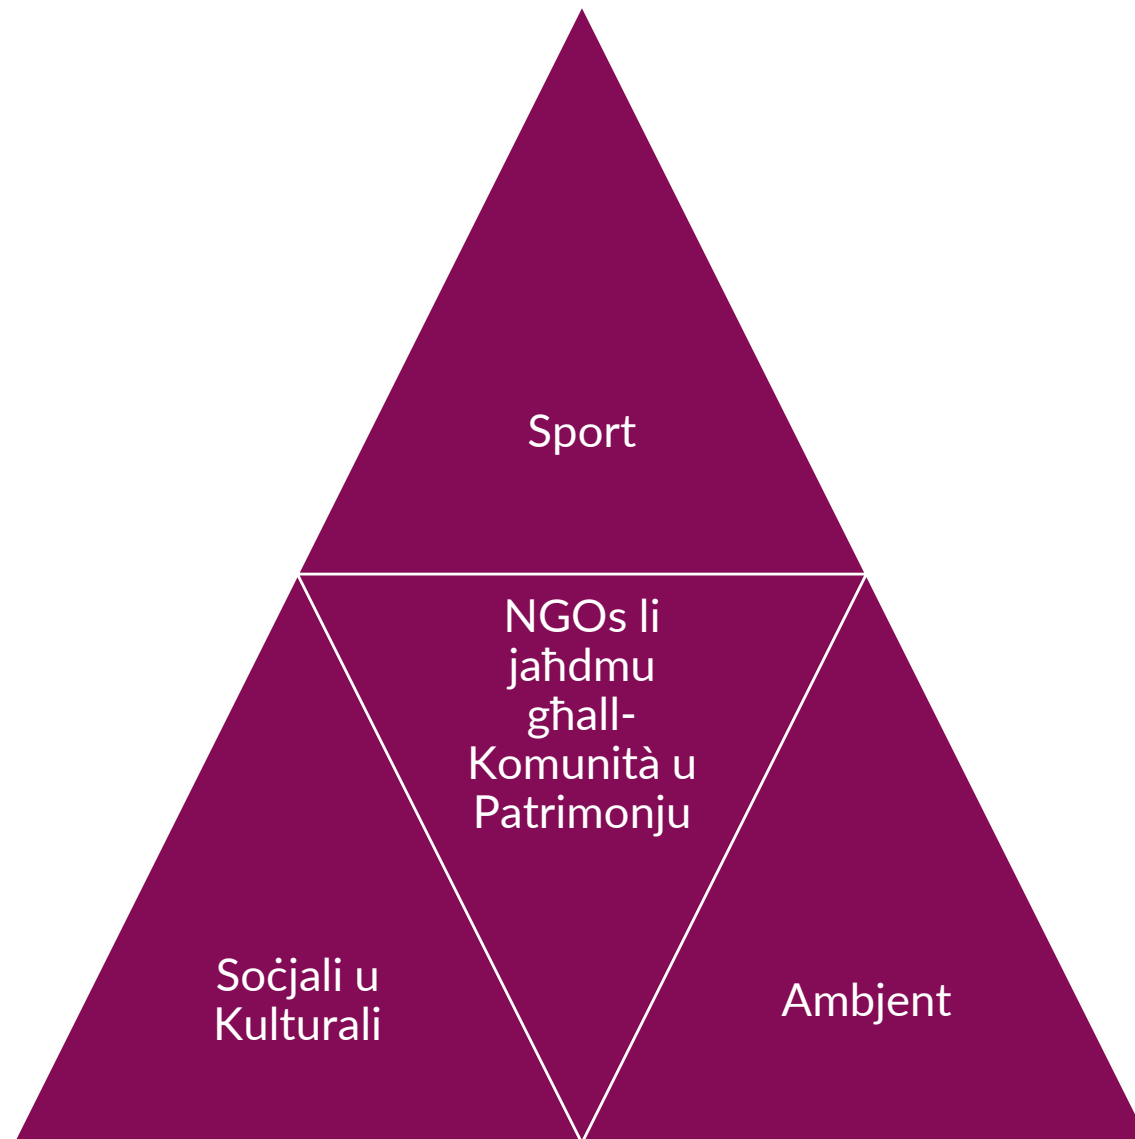 Sport
NGOs li
jaħdmu
għall-
Komunità u
Patrimonju
Soċjali u
Kulturali
Ambjent